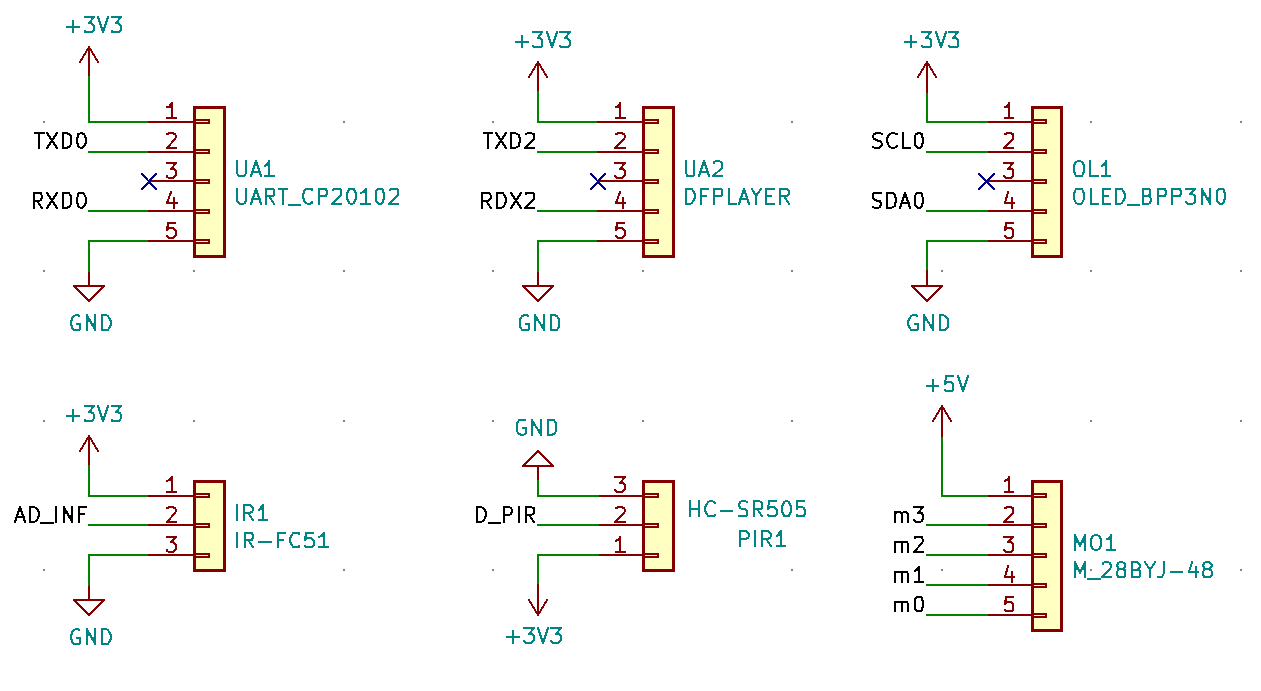 +3V3
1
TXD0 2
3
RXD0 4
5
UA1
UART_CP20102
GND
+3V3
1
TXD2 2
3
RDX2 4
5
UA2
DFPLAYER
GND
+3V3
1
SCL0 2
3
SDA0 4
5
OL1
OLED_BPP3N0
GND
+3V3
1
AD_INF 2
3
IR1
IR-FC51
GND
GND
3
D_PIR 2
1
HC-SR505
PIR1
+3V3
+5V
1
m3 2
m2 3
m1 4
m0 5
MO1
M_28BYJ-48